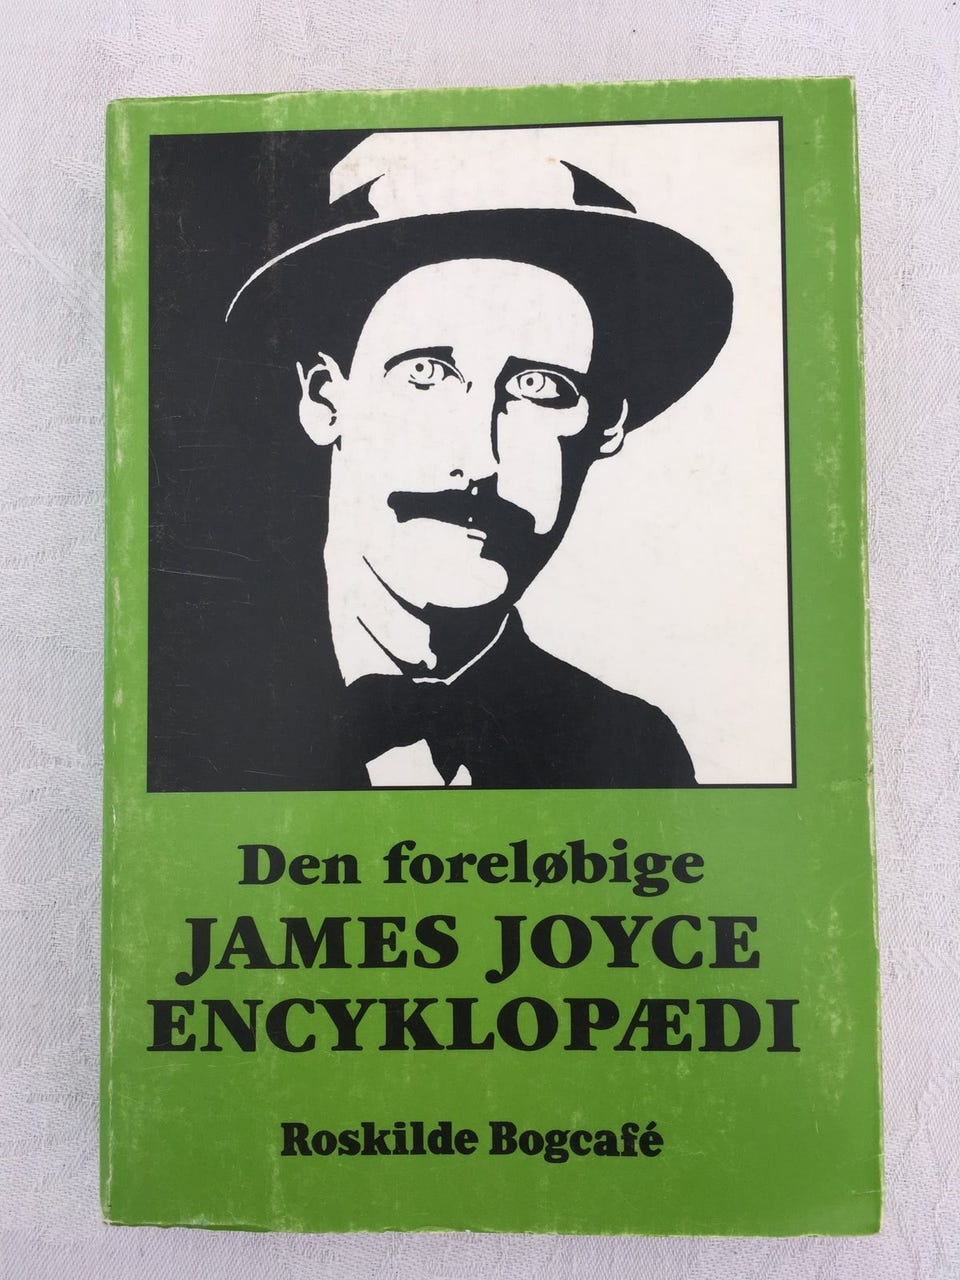 Den foreløbige
JAMES JOYCE
ENCYKLOPÆDI
Roskilde Bogcafé